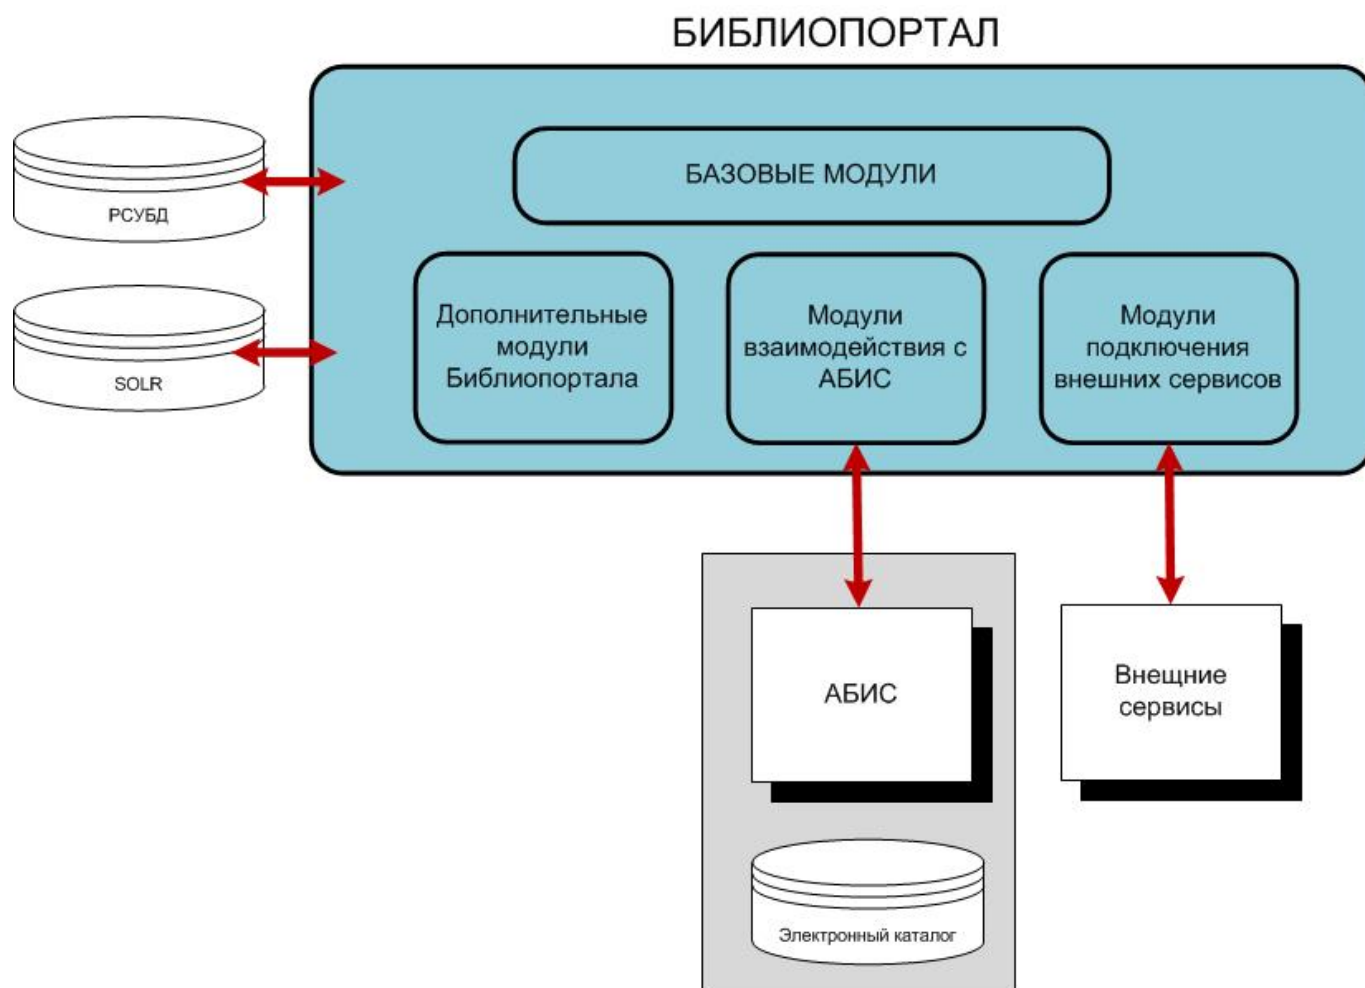 БИБЛИОПОРТАЛ
БАЗОВЫЕ МОДУЛИ
РСУБД
SOLR
Дополнительные
модули
Библиопортала
Модули
взаимодействия с
АБИС
Модули
подключения
внешних сервисов
АБИС
Внещние
сервисы
Электронный каталог